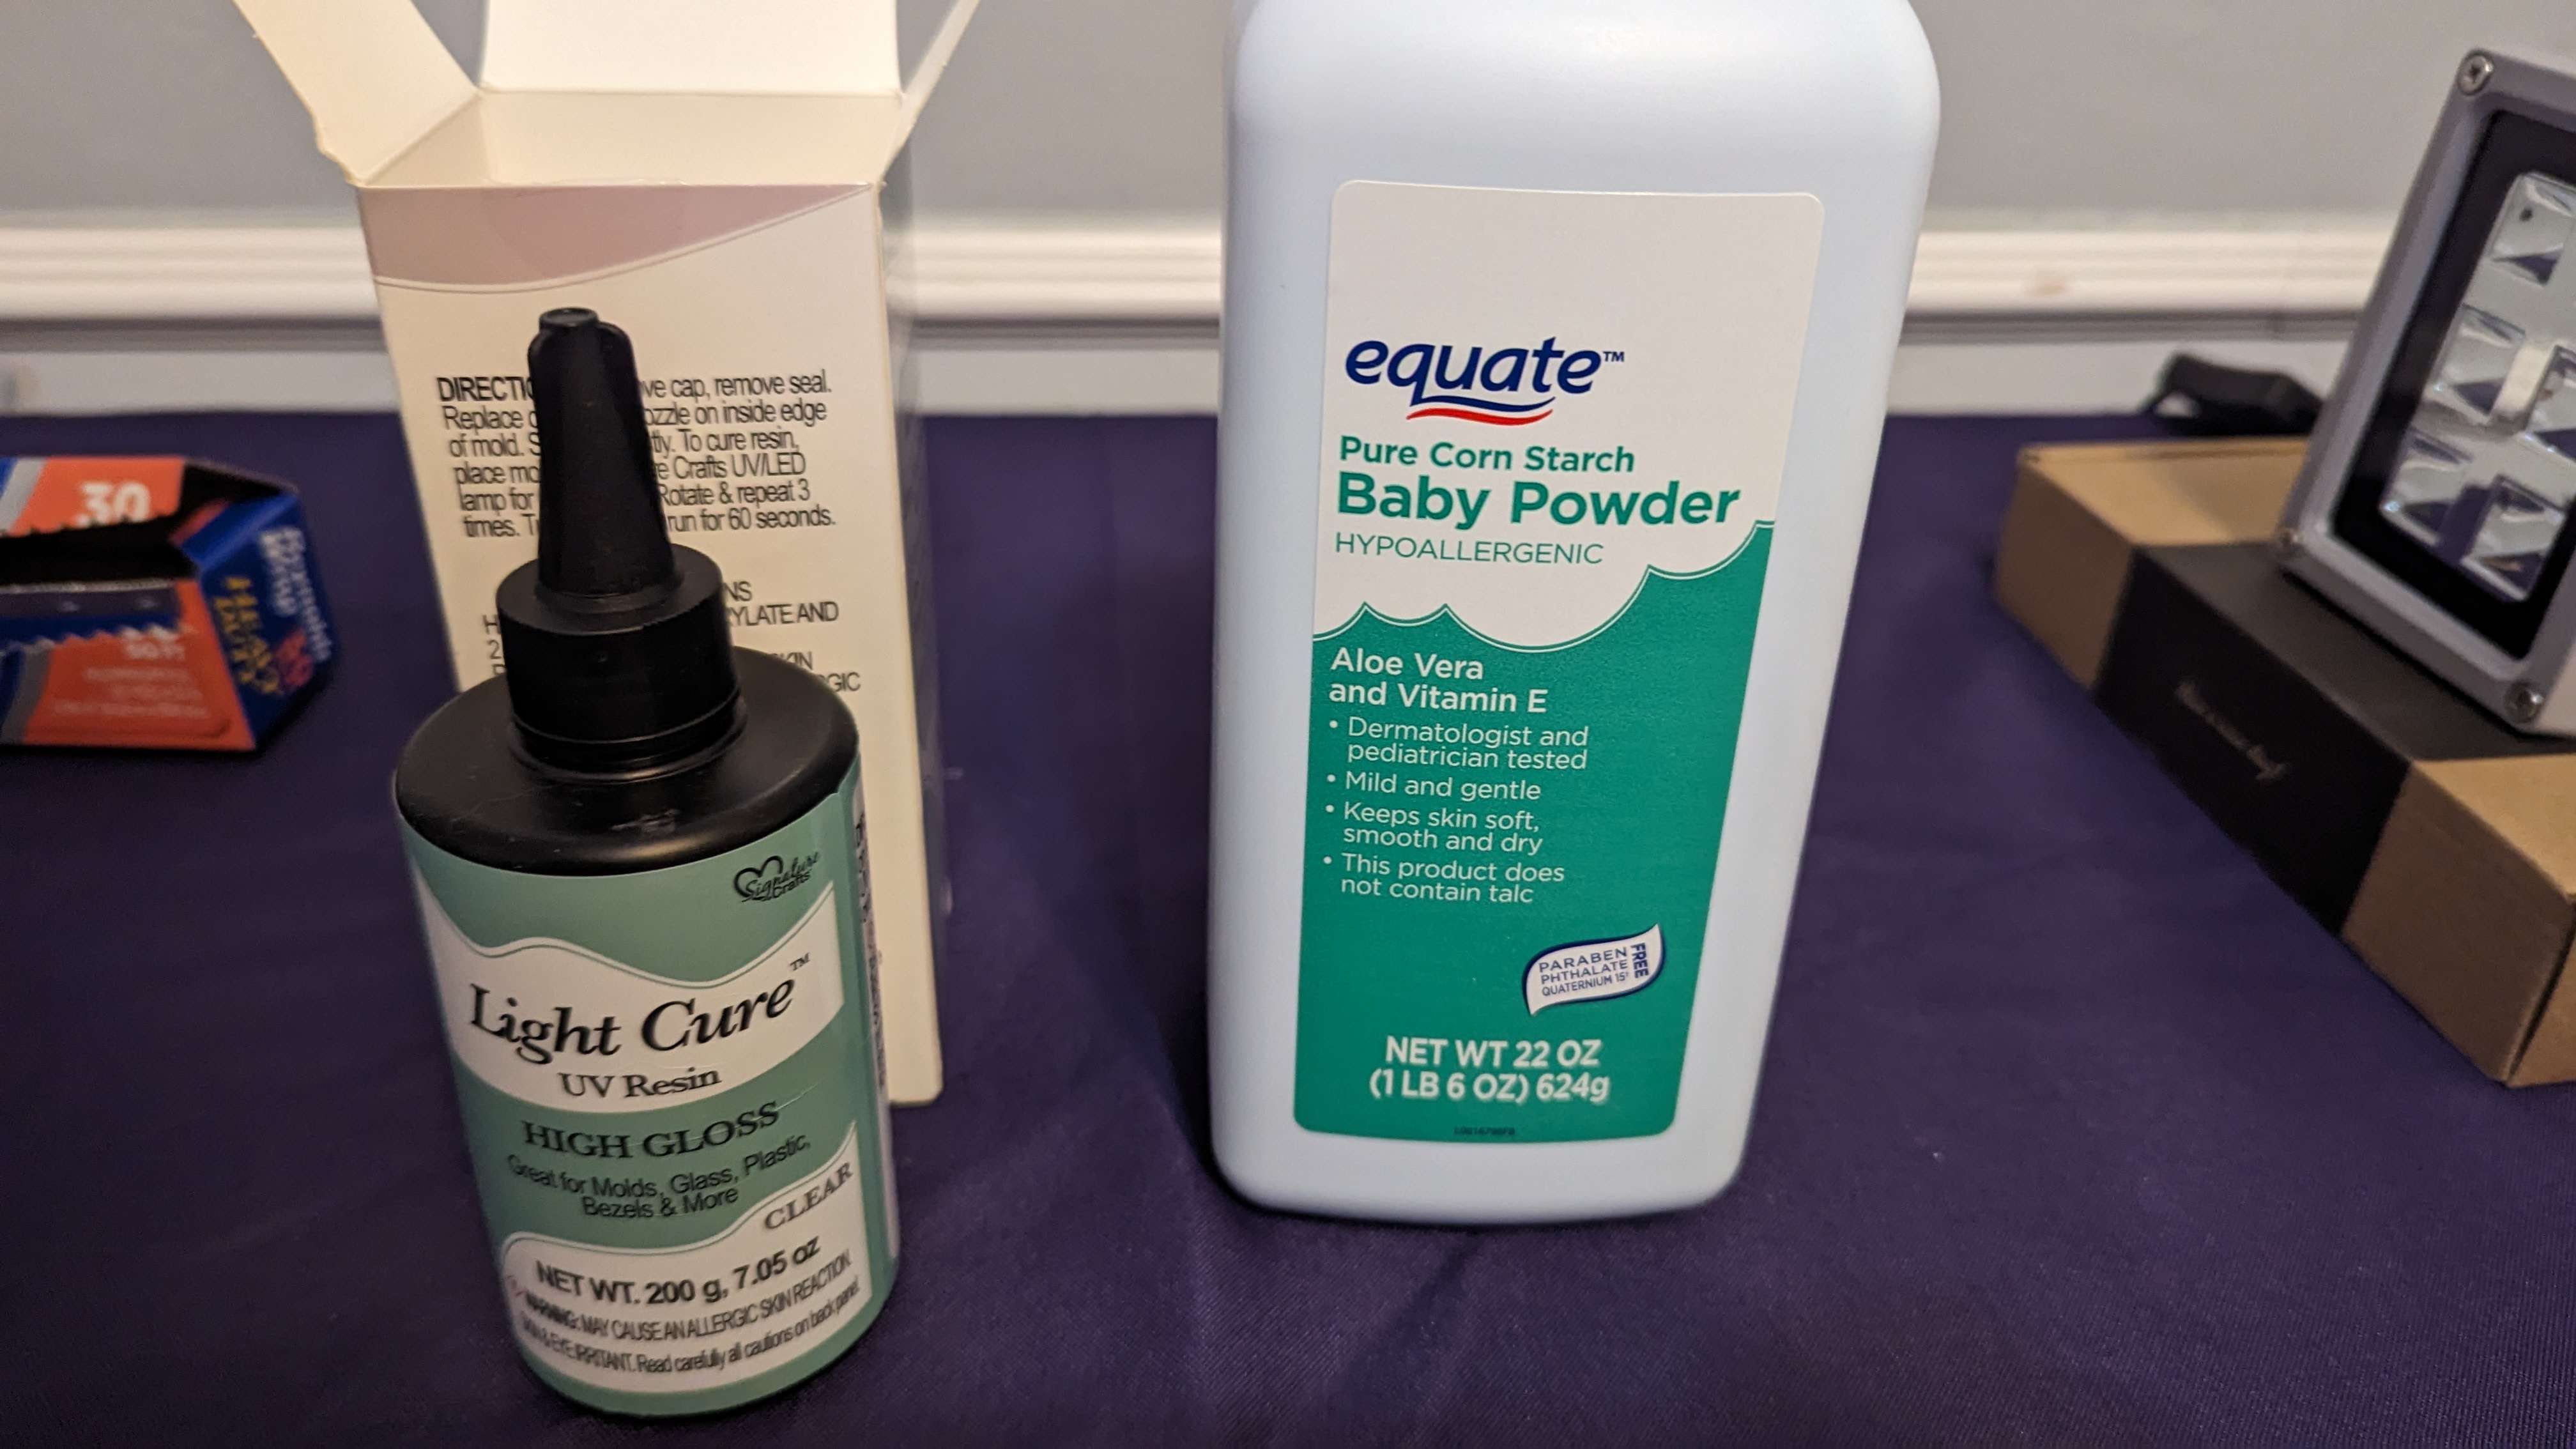 30
HEAVY
DUTY
DIRECTI ve cap, remove seal.
Replace ozzle on inside edge
of mold. S tly. To cure resin,
place mo e Crafts UV/LED
lamp for Rotate & repeat 3
times. T run for 60 seconds.
NS
YLATE AND
Signature
Crafts
Light Cure™
UV Resin
HIGH GLOSS
Great for Molds, Glass, Plastic,
Bezels & More
CLEAR
NET WT. 200 g, 7.05 oz
WARNING: MAY CAUSE AN ALLERGIC SKIN REACTION.
SKIN & EYE IRRITANT. Read carefully all cautions on back panel.
equate™
Pure Corn Starch
Baby Powder
HYPOALLERGENIC
Aloe Vera
and Vitamin E
• Dermatologist and
pediatrician tested
• Mild and gentle
• Keeps skin soft,
smooth and dry
• This product does
not contain talc
PARABEN
PHTHALATE
QUATERNIUM 15¹
FREE
NET WT 22 OZ
(1 LB 6 OZ) 624g